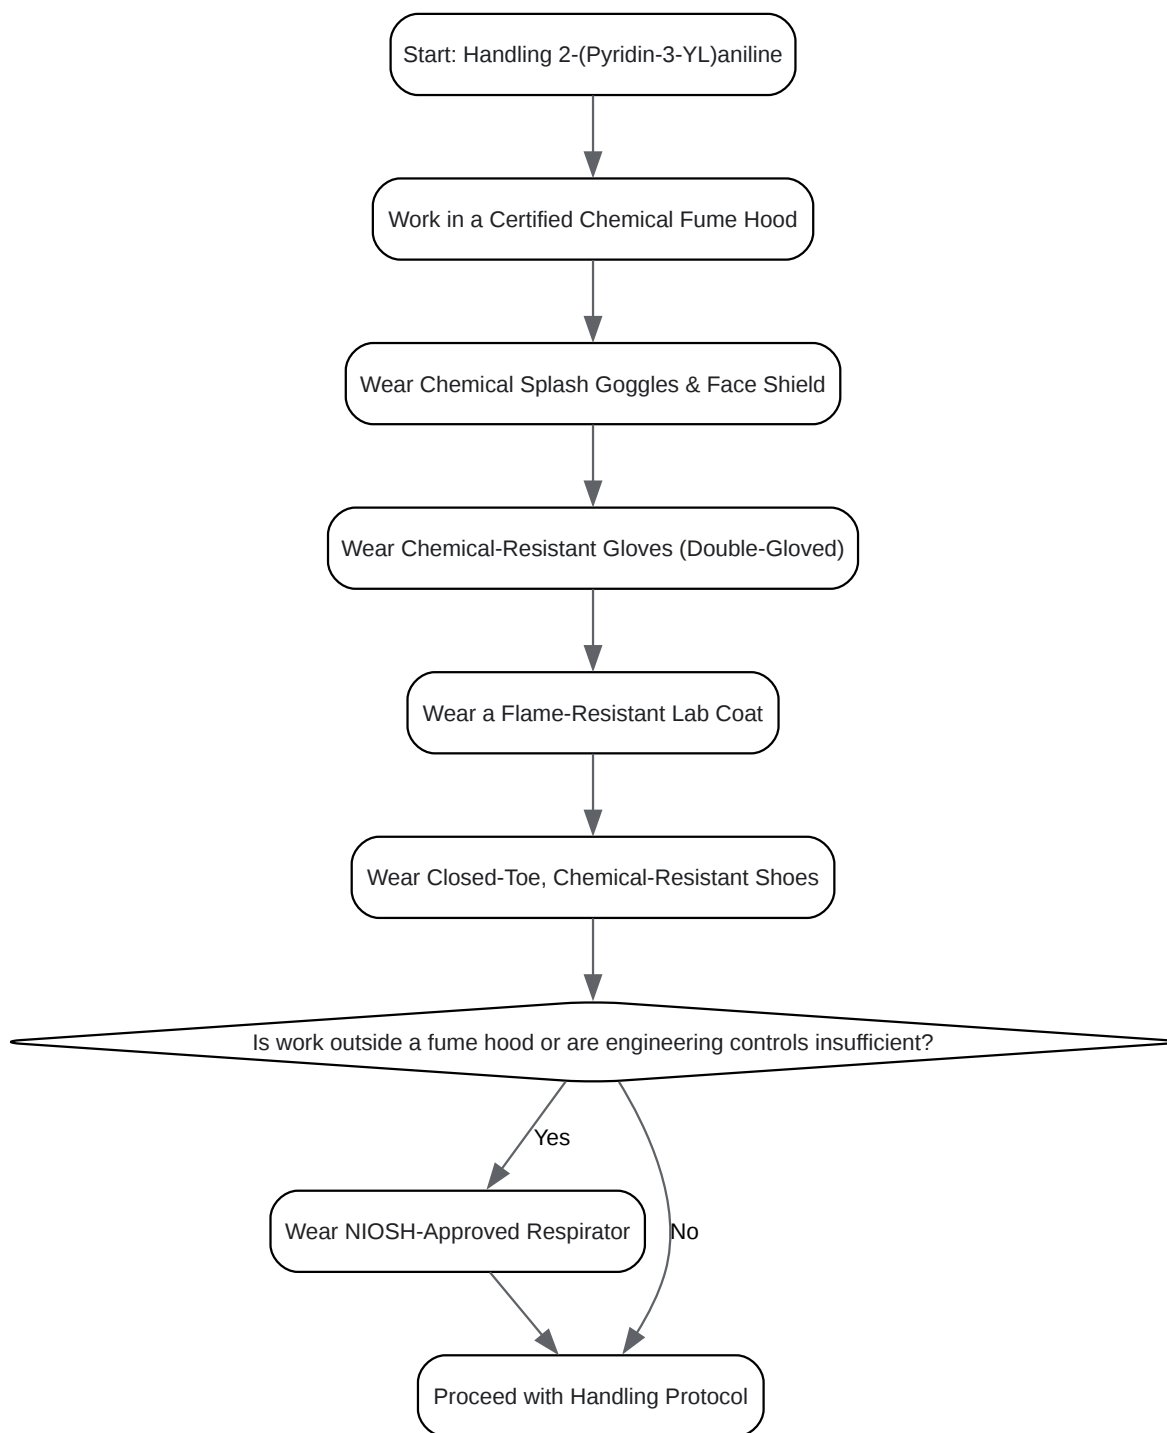 Start: Handling 2-(Pyridin-3-YL)aniline
Work in a Certified Chemical Fume Hood
Wear Chemical Splash Goggles & Face Shield
Wear Chemical-Resistant Gloves (Double-Gloved)
Wear a Flame-Resistant Lab Coat
Wear Closed-Toe, Chemical-Resistant Shoes
Is work outside a fume hood or are engineering controls insufficient?
Yes
Wear NIOSH-Approved Respirator
No
Proceed with Handling Protocol